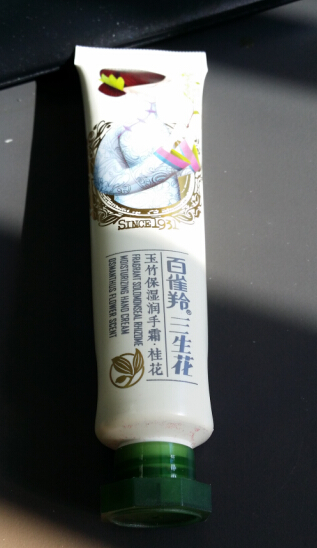 SINCE 1931
百雀羚® 三生花
玉竹保湿润手霜·桂花
FRAGRANT SOLOMONSEAL RHIZOME
MOISTURIZING HAND CREAM
OSMANTHUS FLOWER SCENT